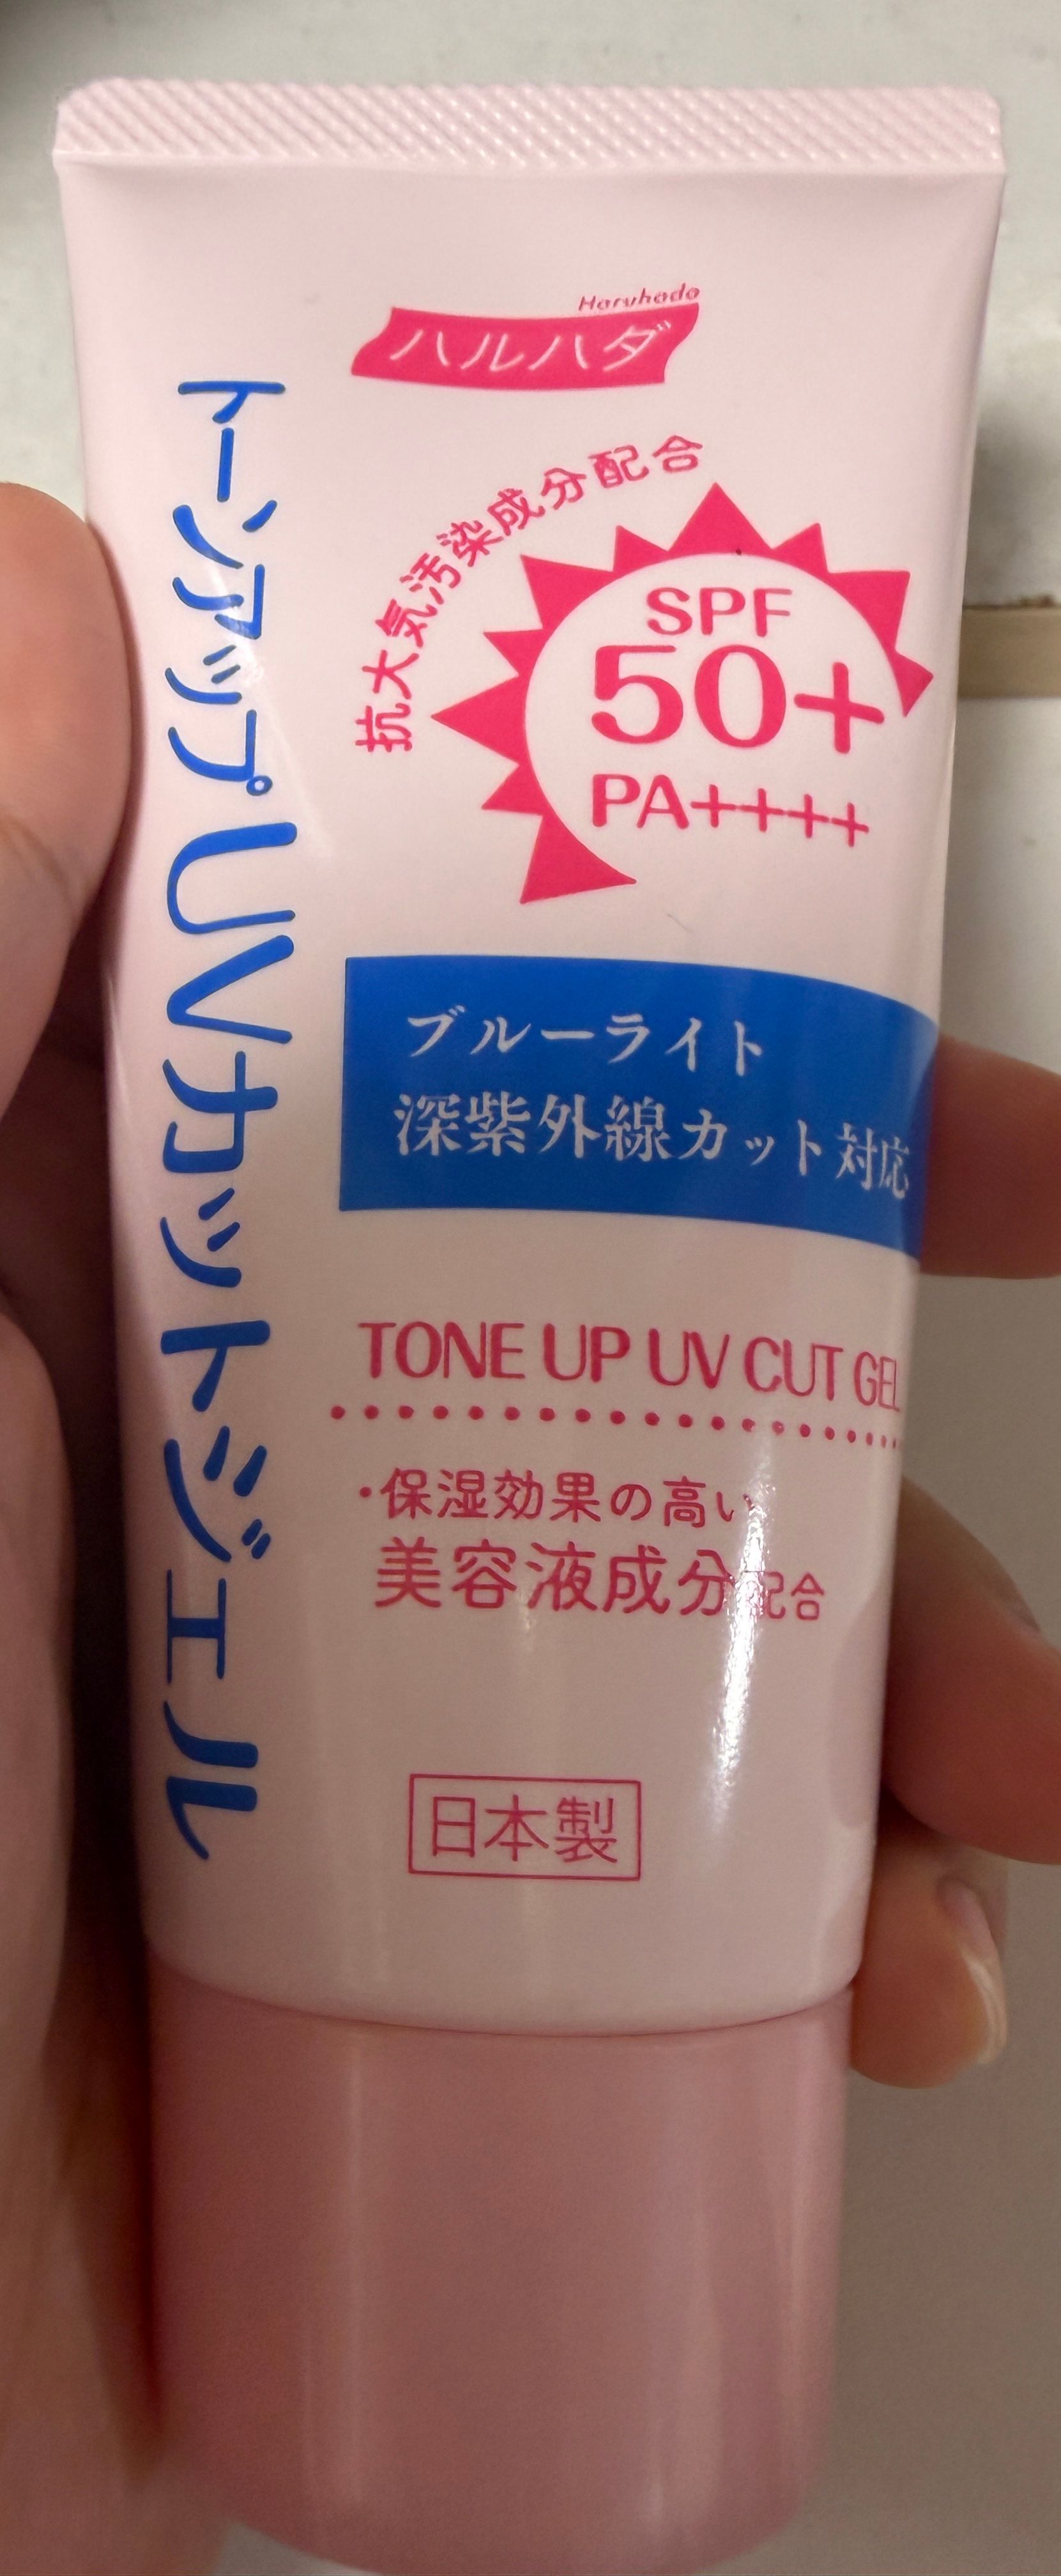 Haruhada
ハルハダ
トーンアップUVカットジェル
抗大気汚染成分配合
SPF
50+
PA++++
ブルーライト
深紫外線カット対応
TONE UP UV CUT GEL
・保湿効果の高い
美容液成分配合
日本製